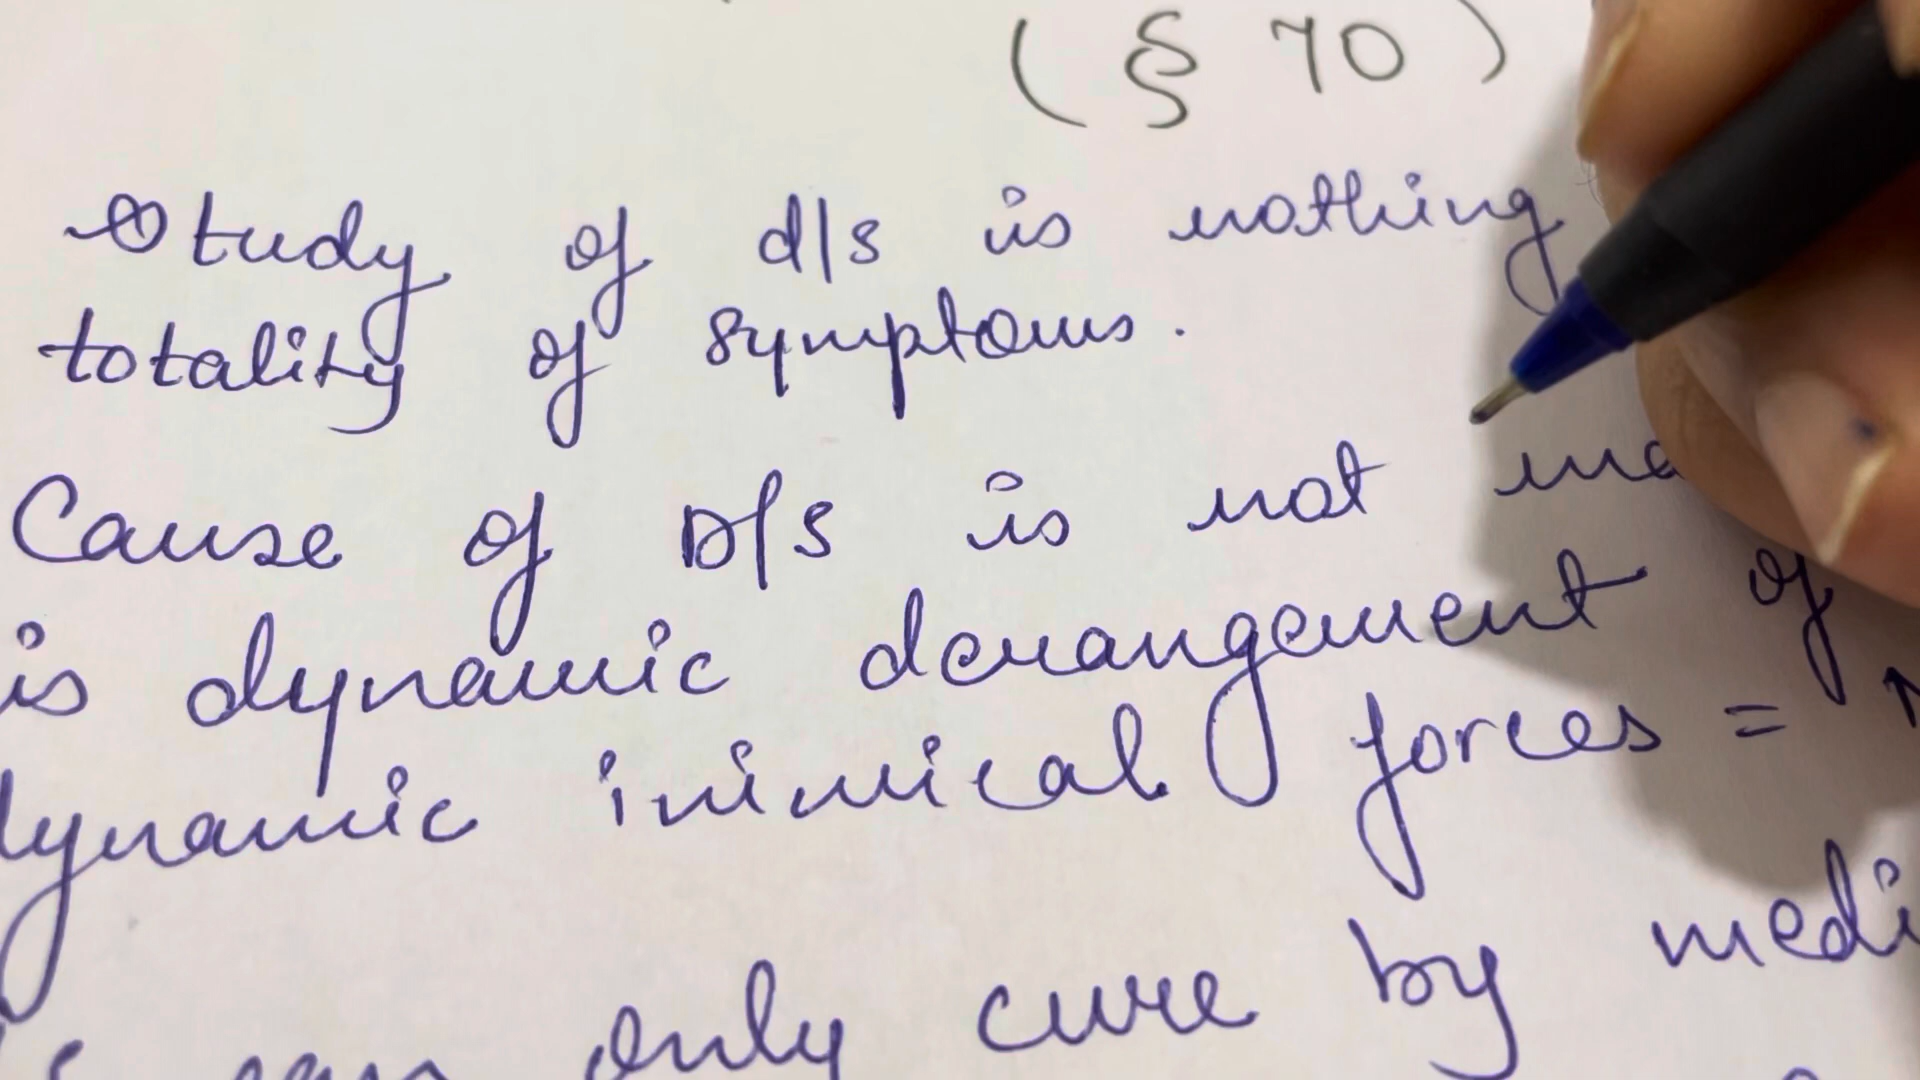 (§ 70)
Study of d/s is nothing
totality of symptoms.
Cause of D/s is not
is dynamic derangement of
dynamic inimical forces =
can only cure by